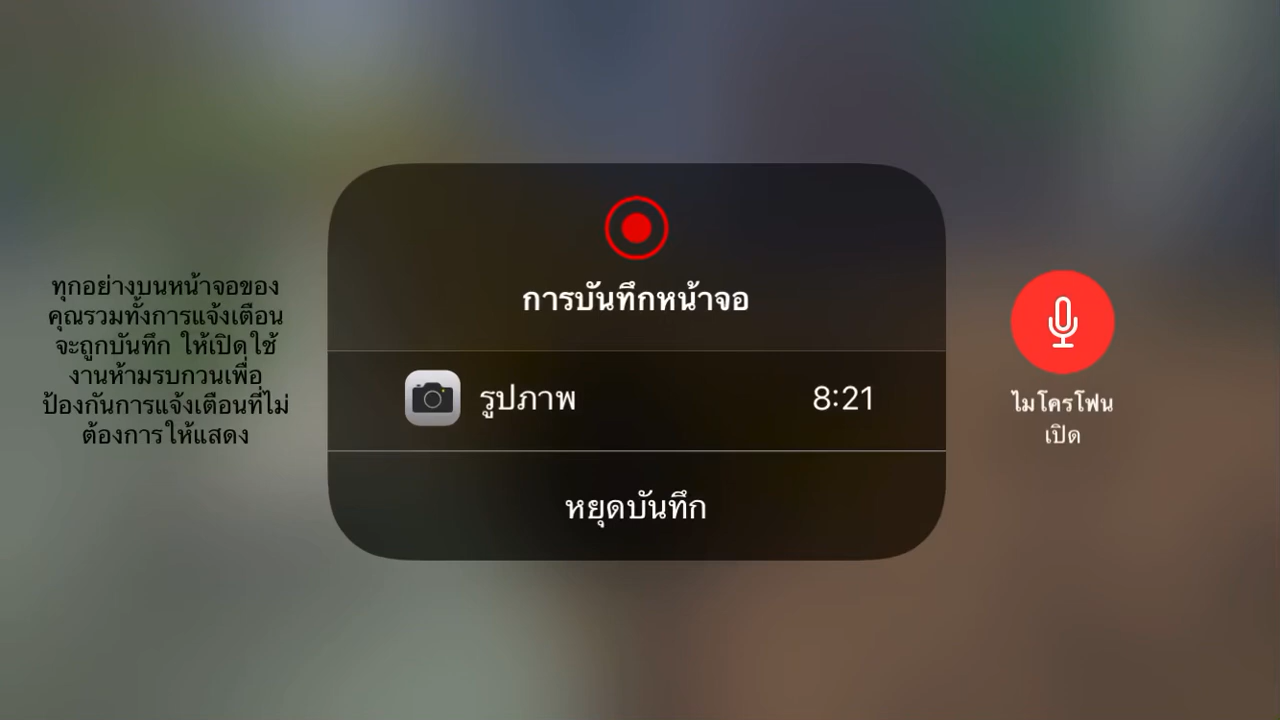 ทุกอย่างบนหน้าจอของ
คุณรวมทั้งการแจ้งเตือน
จะถูกบันทึก ให้เปิดใช้
งานห้ามรบกวนเพื่อ
ป้องกันการแจ้งเตือนที่ไม่
ต้องการให้แสดง
การบันทึกหน้าจอ
รูปภาพ 8:21
หยุดบันทึก
ไมโครโฟน
เปิด